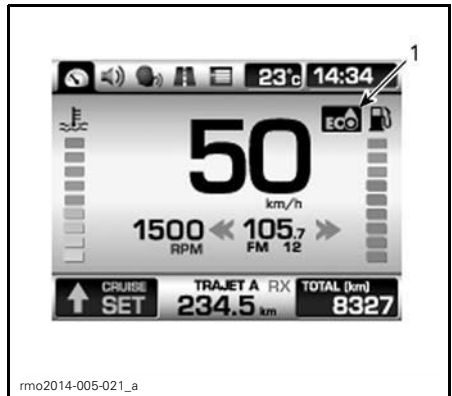 1
23°c 14:34
ECO
50
km/h
1500 105.7
RPM FM 12
CRUISE TRAJET A RX TOTAL (km)
SET 234.5 km 8327
rmo2014-005-021_a